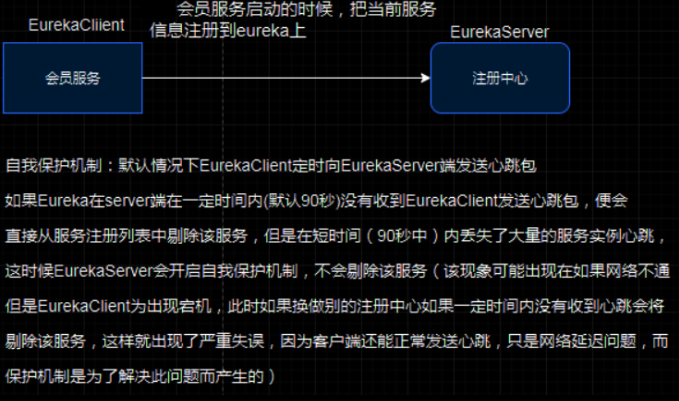 会员服务启动的时候，把当前服务
EurekaCliient
信息注册到eureka上
EurekaServer
会员服务
注册中心
自我保护机制：默认情况下EurekaClient定时向EurekaServer端发送心跳包
如果Eureka在server端在一定时间内(默认90秒)没有收到EurekaClient发送心跳包，便会
直接从服务注册列表中剔除该服务，但是在短时间（90秒中）内丢失了大量的服务实例心跳，
这时候EurekaServer会开启自我保护机制，不会剔除该服务（该现象可能出现在如果网络不通
但是EurekaClient为出现宕机，此时如果换做别的注册中心如果一定时间内没有收到心跳会将
剔除该服务，这样就出现了严重失误，因为客户端还能正常发送心跳，只是网络延迟问题，而
保护机制是为了解决此问题而产生的）